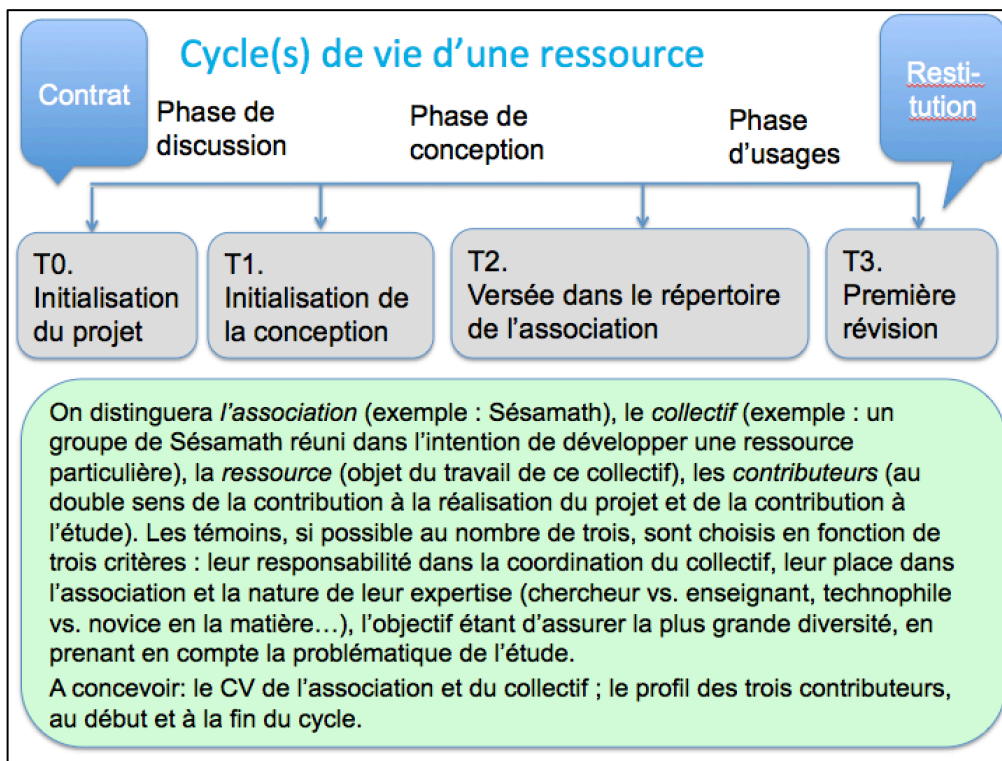 Cycle(s) de vie d'une ressource
Contrat
Resti-
tution
Phase de
discussion
Phase de
conception
Phase
d'usages
T0.
Initialisation
du projet
T1.
Initialisation de
la conception
T2.
Versée dans le répertoire
de l'association
T3.
Première
révision
On distinguera l'association (exemple : Sésamath), le collectif (exemple : un
groupe de Sésamath réuni dans l'intention de développer une ressource
particulière), la ressource (objet du travail de ce collectif), les contributeurs (au
double sens de la contribution à la réalisation du projet et de la contribution à
l'étude). Les témoins, si possible au nombre de trois, sont choisis en fonction de
trois critères : leur responsabilité dans la coordination du collectif, leur place dans
l'association et la nature de leur expertise (chercheur vs. enseignant, technophile
vs. novice en la matière…), l'objectif étant d'assurer la plus grande diversité, en
prenant en compte la problématique de l'étude.
A concevoir: le CV de l'association et du collectif ; le profil des trois contributeurs,
au début et à la fin du cycle.